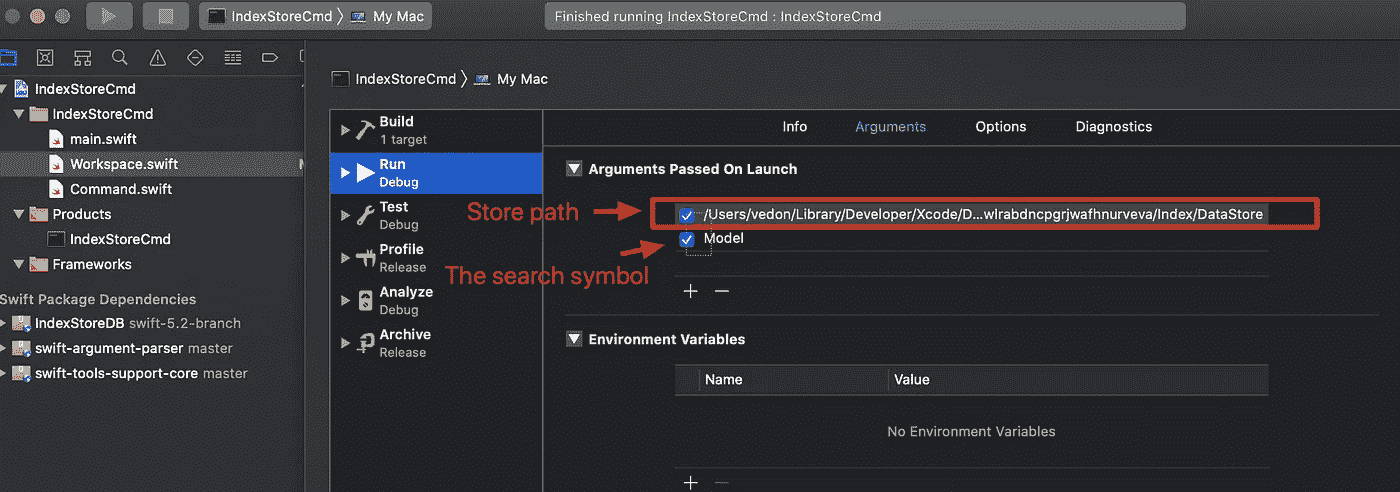 IndexStoreCmd 〉 My Mac
Finished running IndexStoreCmd : IndexStoreCmd
IndexStoreCmd
IndexStoreCmd
main.swift
Workspace.swift
Command.swift
Products
IndexStoreCmd
Frameworks
Swift Package Dependencies
IndexStoreDB swift-5.2-branch
swift-argument-parser master
swift-tools-support-core master
IndexStoreCmd 〉 My Mac
Build
1 target
Run
Debug
Test
Debug
Profile
Release
Analyze
Debug
Archive
Release
Info Arguments Options Diagnostics
Arguments Passed On Launch
Store path
/Users/vedon/Library/Developer/Xcode/D...wlrabdncpgrjwafhnurveva/Index/DataStore
Model
The search symbol
Environment Variables
Name Value
No Environment Variables